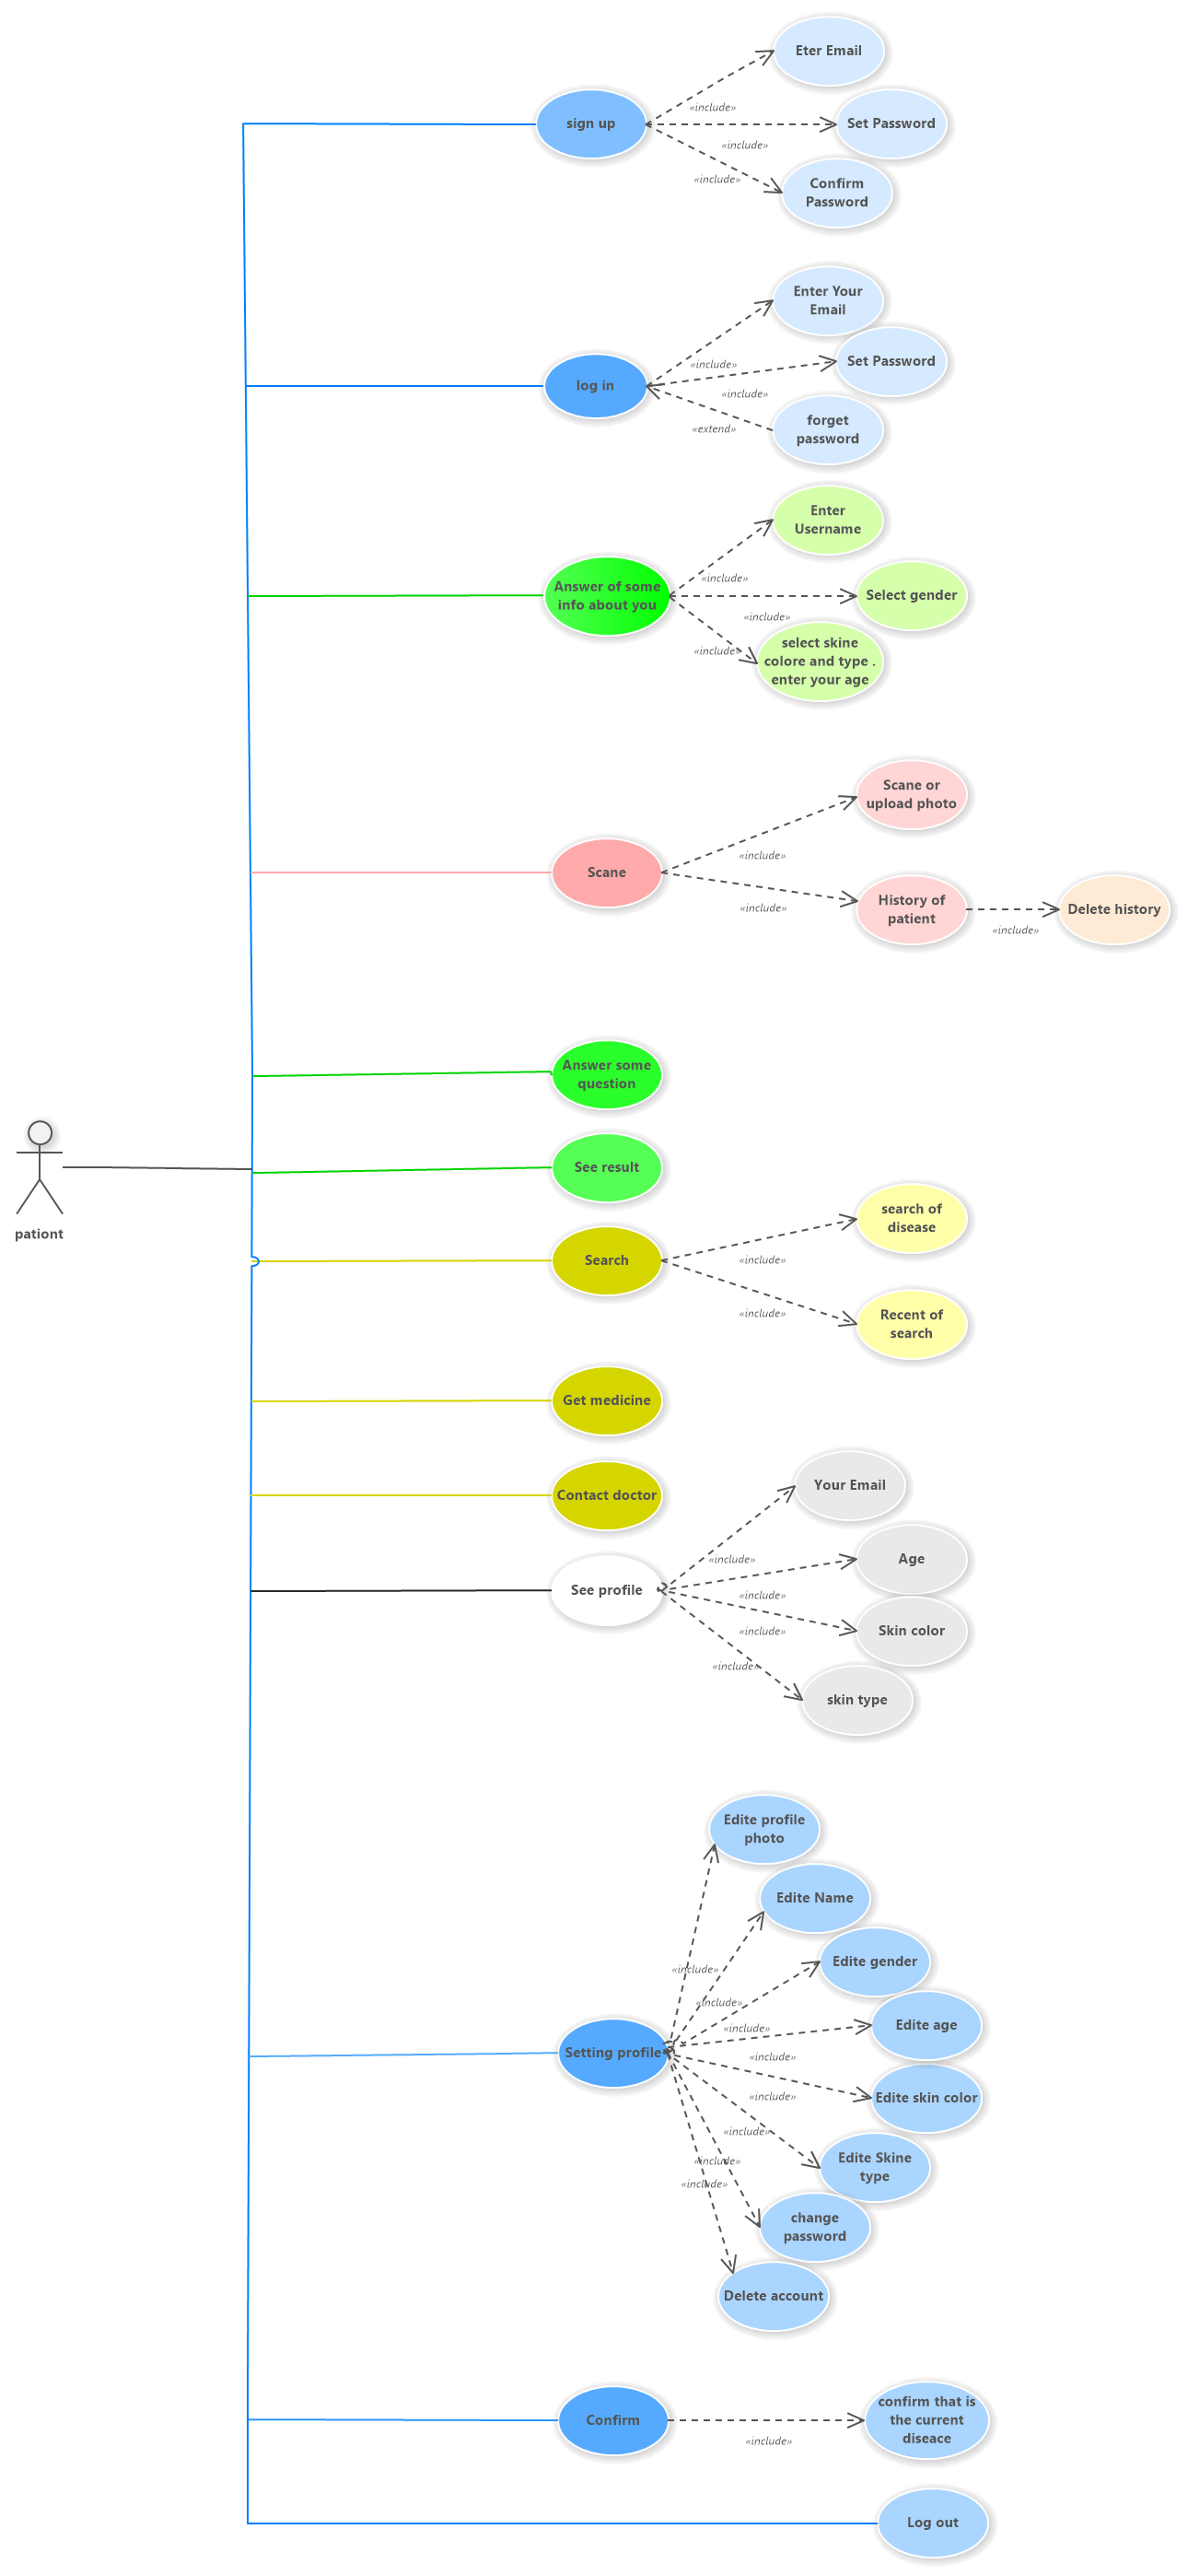 Eter Email
«include»
sign up
Set Password
«include»
«include»
Confirm
Password
Enter Your
Email
«include»
Set Password
log in
«include»
«extend»
forget
password
Enter
Username
Answer of some
info about you
«include»
Select gender
«include»
«include»
select skine
colore and type .
enter your age
Scane or
upload photo
«include»
Scane
«include»
History of
patient
«include»
Delete history
Answer some
question
See result
pationt
search of
disease
Search
«include»
«include»
Recent of
search
Get medicine
Contact doctor
Your Email
«include»
Age
See profile
«include»
Skin color
«include»
«include»
skin type
Edite profile
photo
Edite Name
«include»
Edite gender
«include»
«include»
Edite age
Setting profile
«include»
«include»
Edite skin color
«include»
Edite Skine
type
«include»
«include»
change
password
Delete account
Confirm
«include»
confirm that is
the current
diseace
Log out